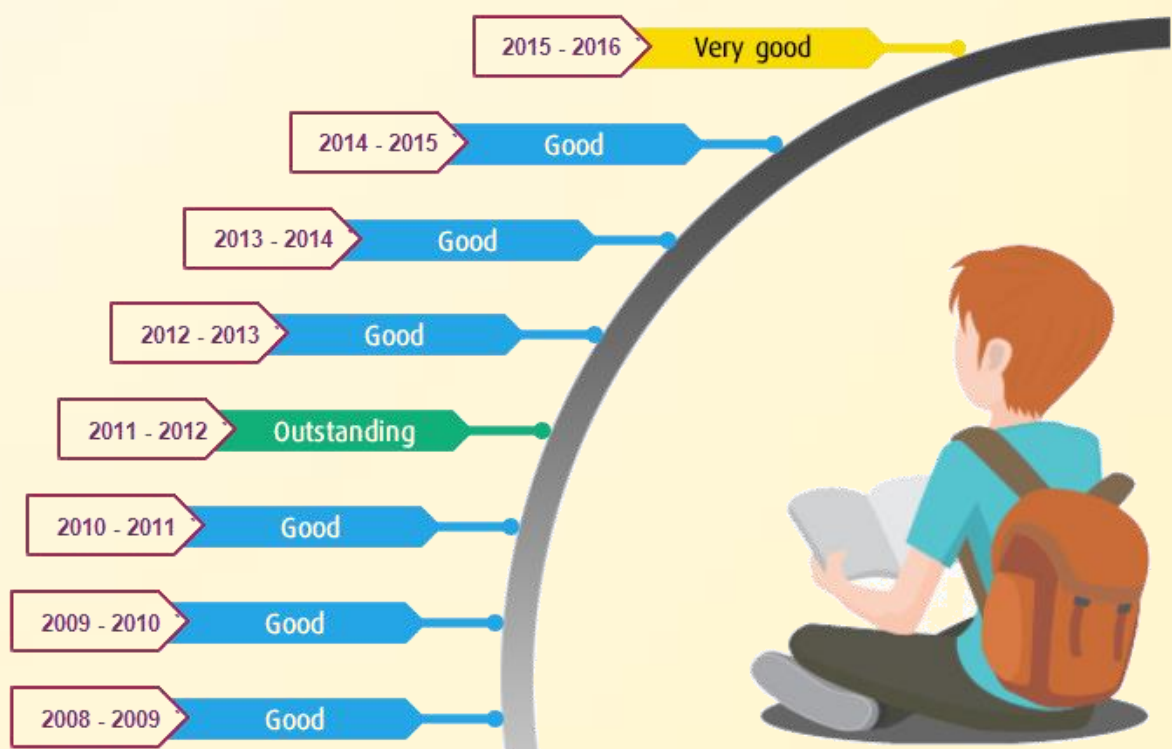 2015 - 2016 Very good
2014 - 2015 Good
2013 - 2014 Good
2012 - 2013 Good
2011 - 2012 Outstanding
2010 - 2011 Good
2009 - 2010 Good
2008 - 2009 Good